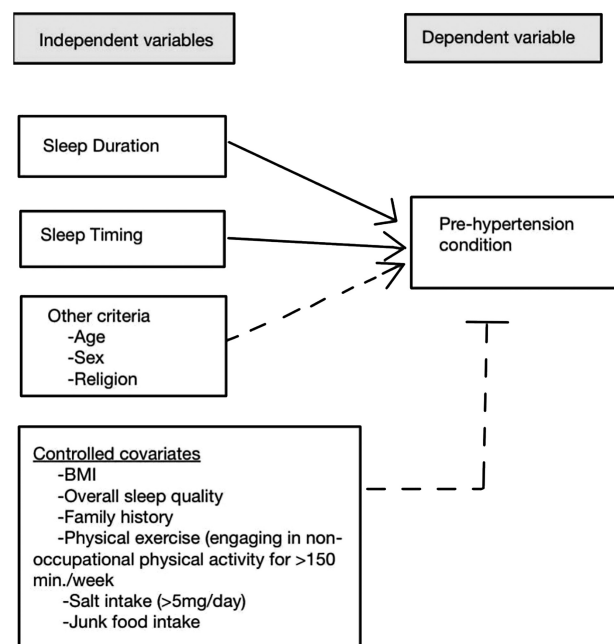 Independent variables
Dependent variable
Sleep Duration
Sleep Timing
Pre-hypertension
condition
Other criteria
-Age
-Sex
-Religion
Controlled covariates
-BMI
-Overall sleep quality
-Family history
-Physical exercise (engaging in non-
occupational physical activity for >150
min./week
-Salt intake (>5mg/day)
-Junk food intake